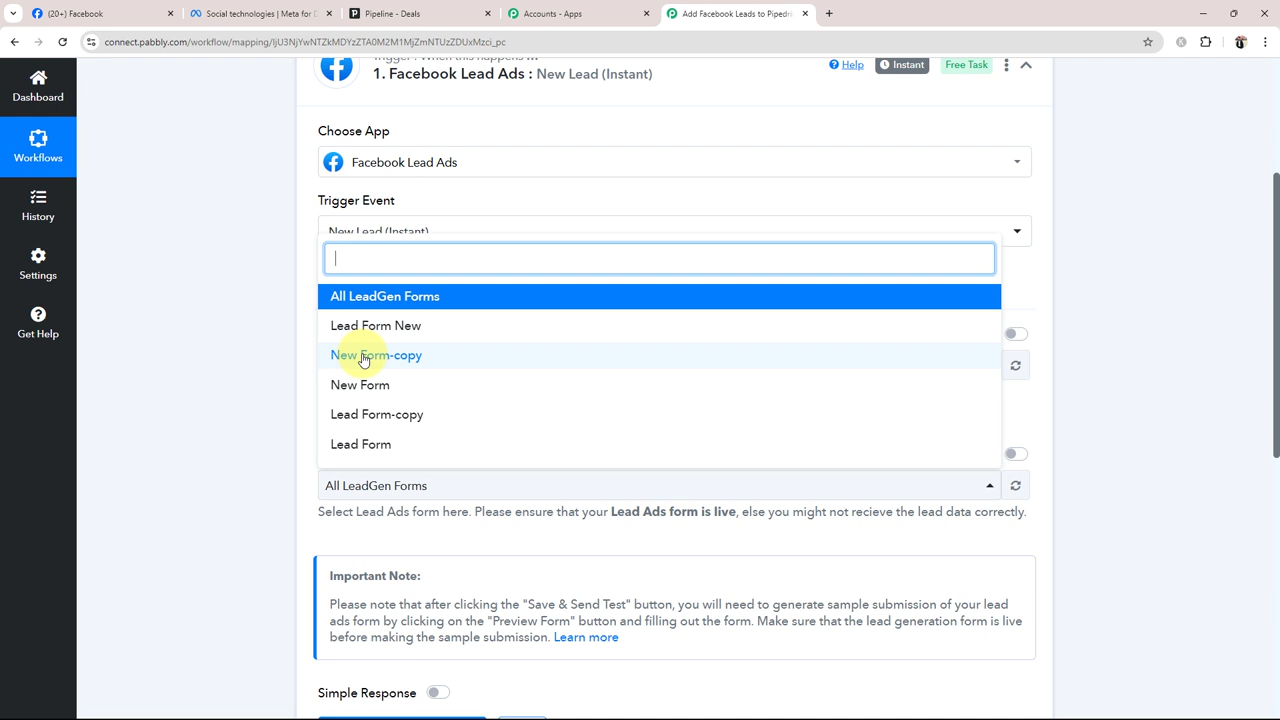 (20+) Facebook
Social technologies | Meta for D
Pipeline - Deals
Accounts - Apps
Add Facebook Leads to Pipedri
connect.pabbly.com/workflow/mapping/IjU3NjYwNTZkMDYzZTA0M2M1MjZmNTUzZDUxMzci_pc
K
Dashboard
Workflows
History
Settings
Get Help
Trigger : When this happens ...
1. Facebook Lead Ads : New Lead (Instant)
Help
Instant
Free Task
Choose App
Facebook Lead Ads
Trigger Event
New Lead (Instant)
All LeadGen Forms
Lead Form New
New Form-copy
New Form
Lead Form-copy
Lead Form
All LeadGen Forms
Select Lead Ads form here. Please ensure that your Lead Ads form is live, else you might not recieve the lead data correctly.
Important Note:
Please note that after clicking the "Save & Send Test" button, you will need to generate sample submission of your lead
ads form by clicking on the "Preview Form" button and filling out the form. Make sure that the lead generation form is live
before making the sample submission. Learn more
Simple Response